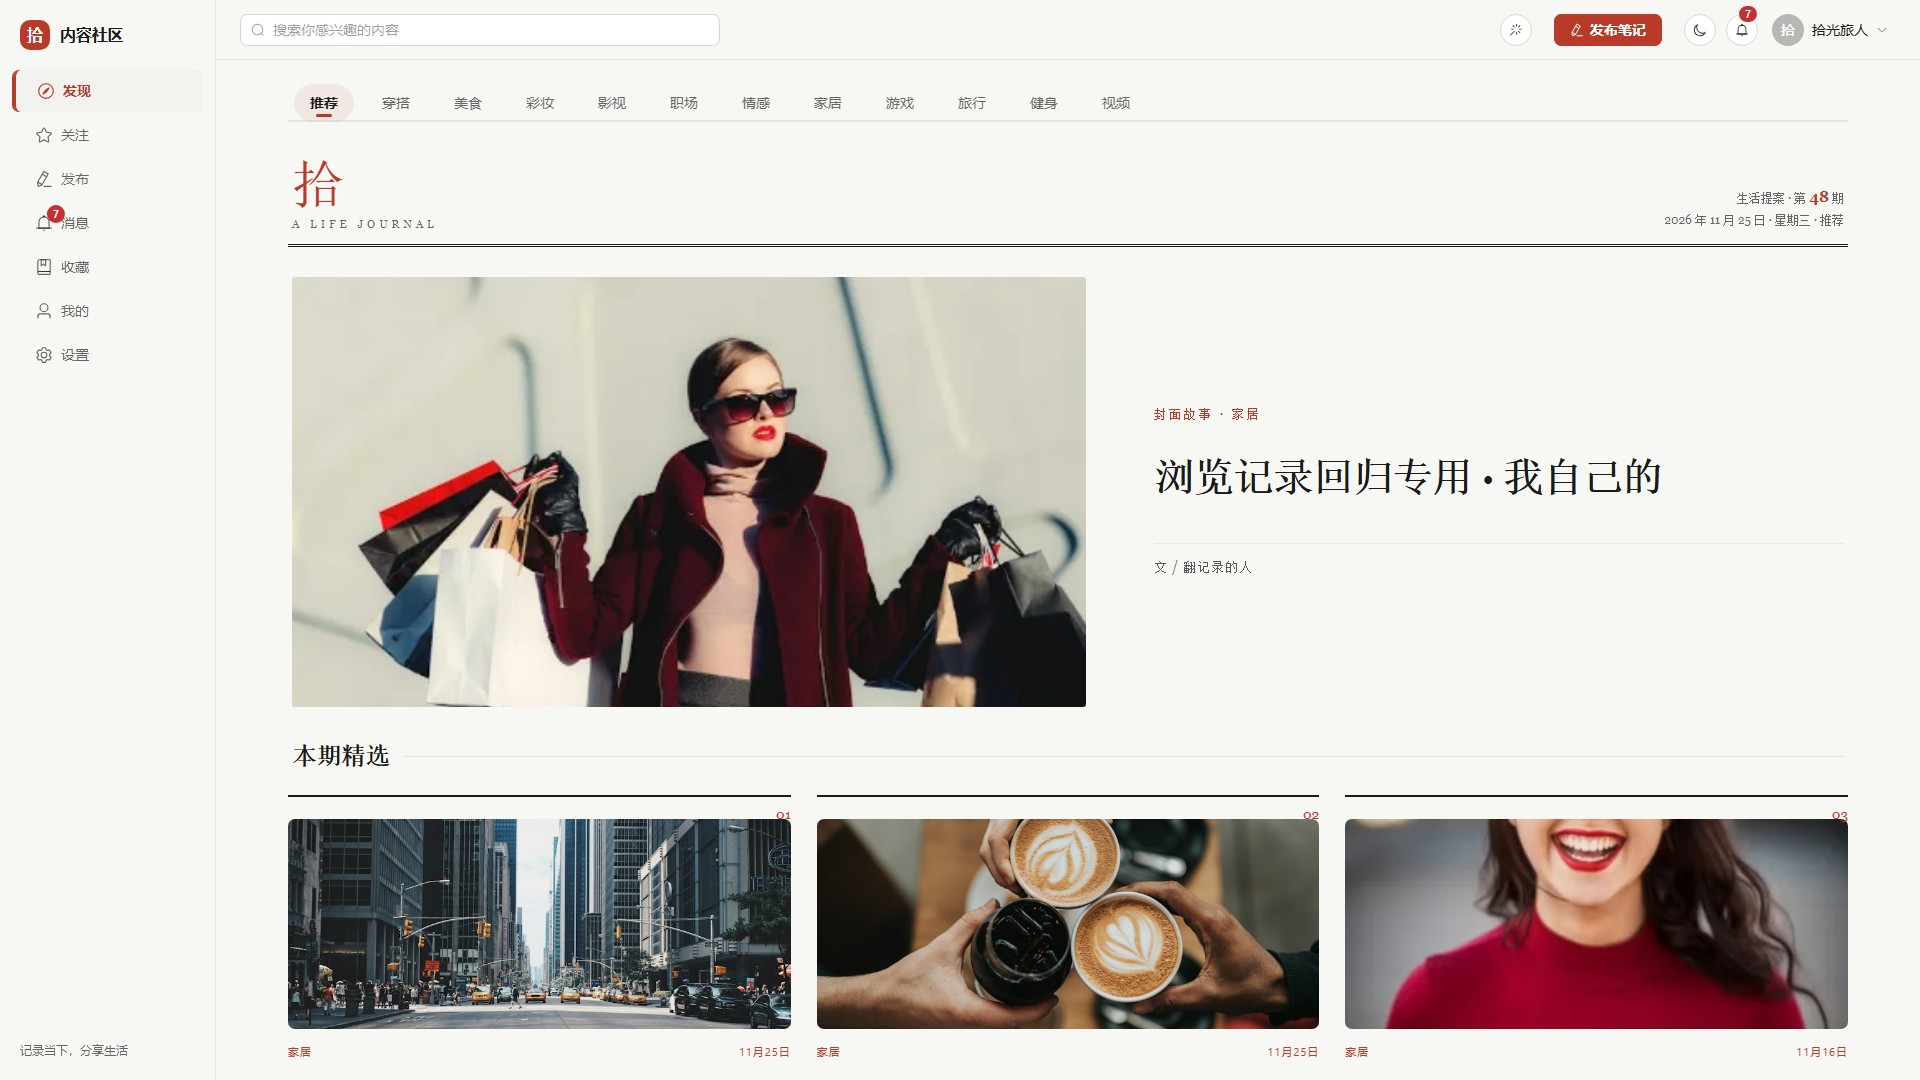 拾 内容社区
发现
关注
发布
7
消息
收藏
我的
设置
记录当下，分享生活
搜索你感兴趣的内容
发布笔记
7
拾 拾光旅人
推荐 穿搭 美食 彩妆 影视 职场 情感 家居 游戏 旅行 健身 视频
拾
A LIFE JOURNAL
生活提案 · 第 48 期
2026 年 11 月 25 日 · 星期三 · 推荐
封面故事 · 家居
浏览记录回归专用 · 我自己的
文 / 翻记录的人
本期精选
01
家居 11月25日
02
家居 11月25日
03
家居 11月16日